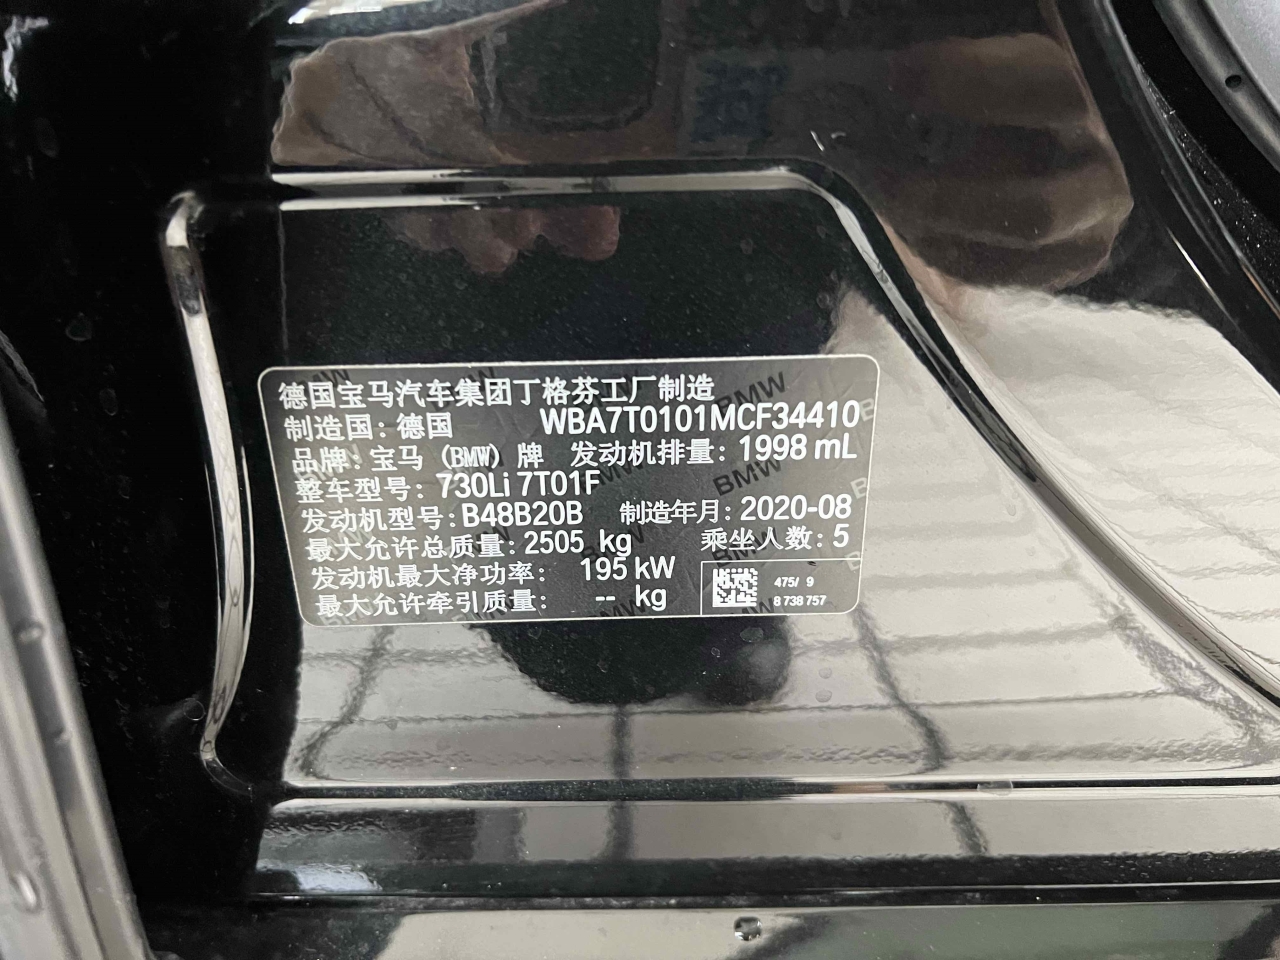 德国宝马汽车集团丁格芬工厂制造
制造国: 德国 WBA7T0101MCF34410
品牌: 宝马 (BMW) 牌 发动机排量: 1998 mL
整车型号: 730Li 7T01F
发动机型号: B48B20B 制造年月: 2020-08
最大允许总质量: 2505 kg 乘坐人数: 5
发动机最大净功率: 195 kW
最大允许牵引质量: -- kg
475/ 9
8 738 757